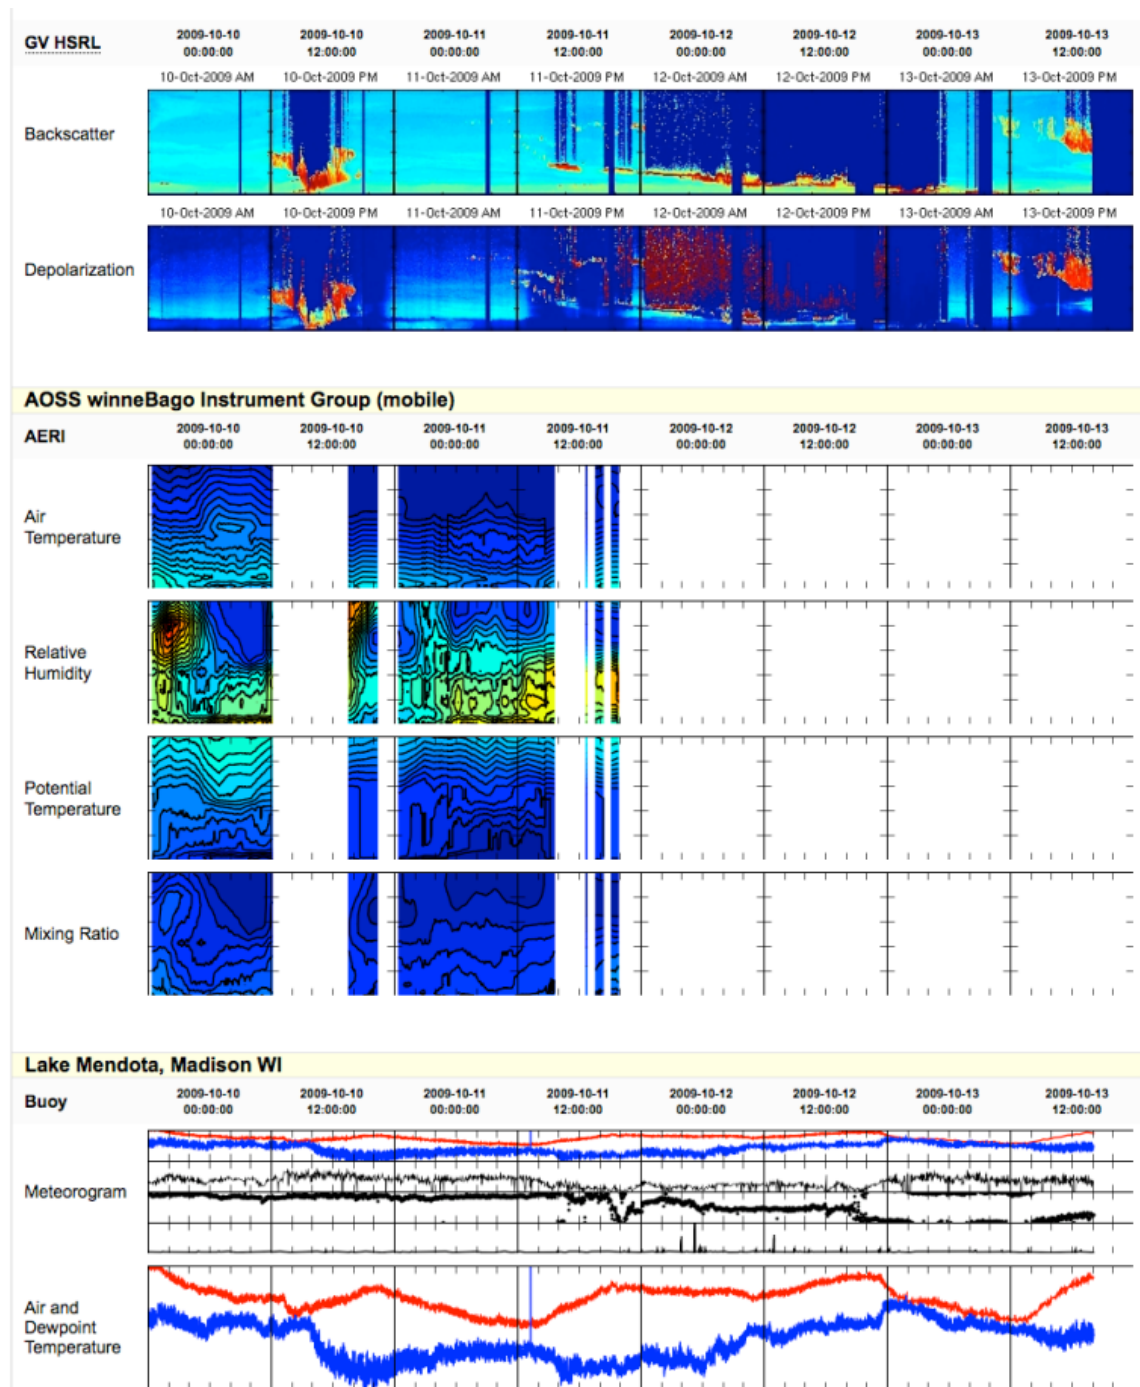 GV HSRL
2009-10-10 00:00:00
2009-10-10 12:00:00
2009-10-11 00:00:00
2009-10-11 12:00:00
2009-10-12 00:00:00
2009-10-12 12:00:00
2009-10-13 00:00:00
2009-10-13 12:00:00
10-Oct-2009 AM 10-Oct-2009 PM 11-Oct-2009 AM 11-Oct-2009 PM 12-Oct-2009 AM 12-Oct-2009 PM 13-Oct-2009 AM 13-Oct-2009 PM
Backscatter
10-Oct-2009 AM 10-Oct-2009 PM 11-Oct-2009 AM 11-Oct-2009 PM 12-Oct-2009 AM 12-Oct-2009 PM 13-Oct-2009 AM 13-Oct-2009 PM
Depolarization
AOSS winneBago Instrument Group (mobile)
AERI
2009-10-10 00:00:00
2009-10-10 12:00:00
2009-10-11 00:00:00
2009-10-11 12:00:00
2009-10-12 00:00:00
2009-10-12 12:00:00
2009-10-13 00:00:00
2009-10-13 12:00:00
Air
Temperature
Relative
Humidity
Potential
Temperature
Mixing Ratio
Lake Mendota, Madison WI
Buoy
2009-10-10 00:00:00
2009-10-10 12:00:00
2009-10-11 00:00:00
2009-10-11 12:00:00
2009-10-12 00:00:00
2009-10-12 12:00:00
2009-10-13 00:00:00
2009-10-13 12:00:00
Meteorogram
Air and
Dewpoint
Temperature